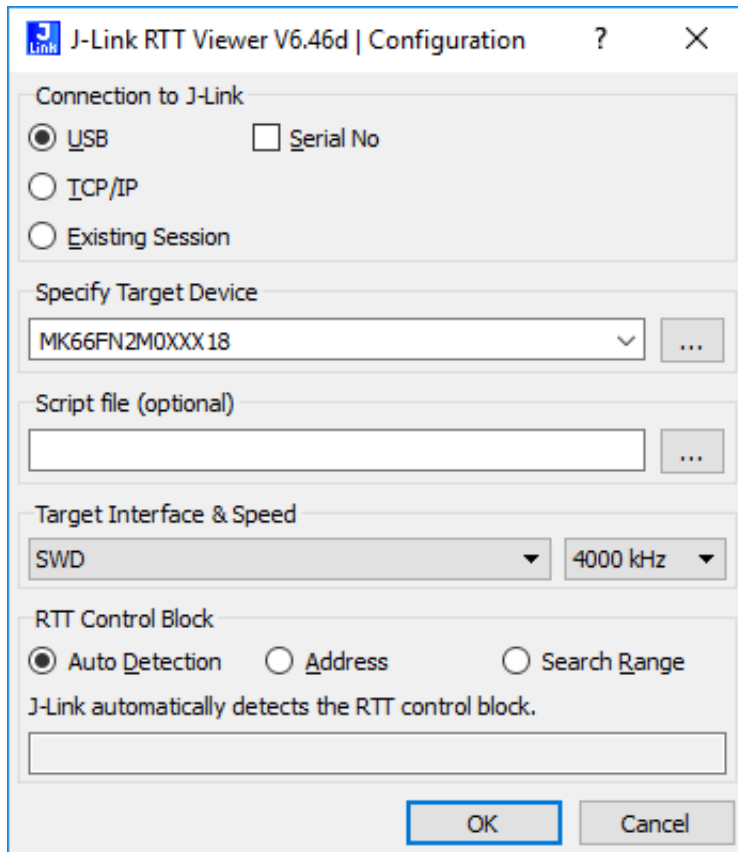 J-Link RTT Viewer V6.46d | Configuration ?
Connection to J-Link
USB Serial No
TCP/IP
Existing Session
Specify Target Device
MK66FN2M0XXX18 ...
Script file (optional)
...
Target Interface & Speed
SWD 4000 kHz
RTT Control Block
Auto Detection Address Search Range
J-Link automatically detects the RTT control block.
OK Cancel